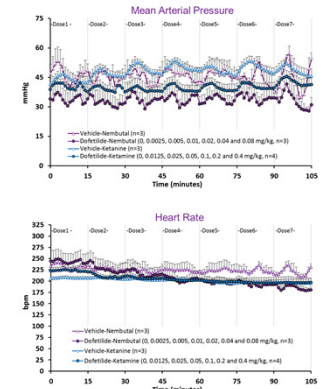 Mean Arterial Pressure
-Dose1 - -Dose2- -Dose3- -Dose4- -Dose5- -Dose6- -Dose7-
75
60
45
30
15
0
mmHg
Vehicle-Nembutal (n=3)
Dofetilide-Nembutal (0, 0.0025, 0.005, 0.01, 0.02, 0.04 and 0.08 mg/kg, n=3)
Vehicle-Ketanine (n=3)
Dofetilide-Ketanine (0, 0.0125, 0.025, 0.05, 0.1, 0.2 and 0.4 mg/kg, n=4)
0 15 30 45 60 75 90 105
Time (minutes)
Heart Rate
-Dose1 - -Dose2- -Dose3- -Dose4- -Dose5- -Dose6- -Dose7-
325
300
275
250
225
200
175
150
125
100
75
50
25
0
bpm
Vehicle-Nembutal (n=3)
Dofetilide-Nembutal (0, 0.0025, 0.005, 0.01, 0.02, 0.04 and 0.08 mg/kg, n=3)
Vehicle-Ketanine (n=3)
Dofetilide-Ketamine (0, 0.0125, 0.025, 0.05, 0.1, 0.2 and 0.4 mg/kg, n=4)
0 15 30 45 60 75 90 105
Time (minutes)